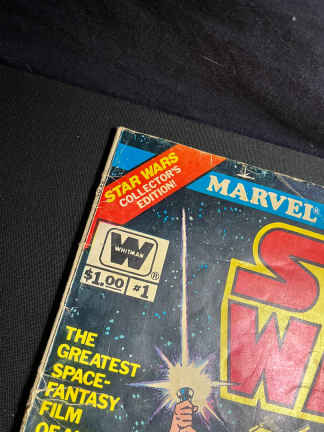 STAR WARS
COLLECTOR'S
EDITION!
MARVEL®
WHITMAN
W
®
$1.00 #1
THE
GREATEST
SPACE-
FANTASY
FILM